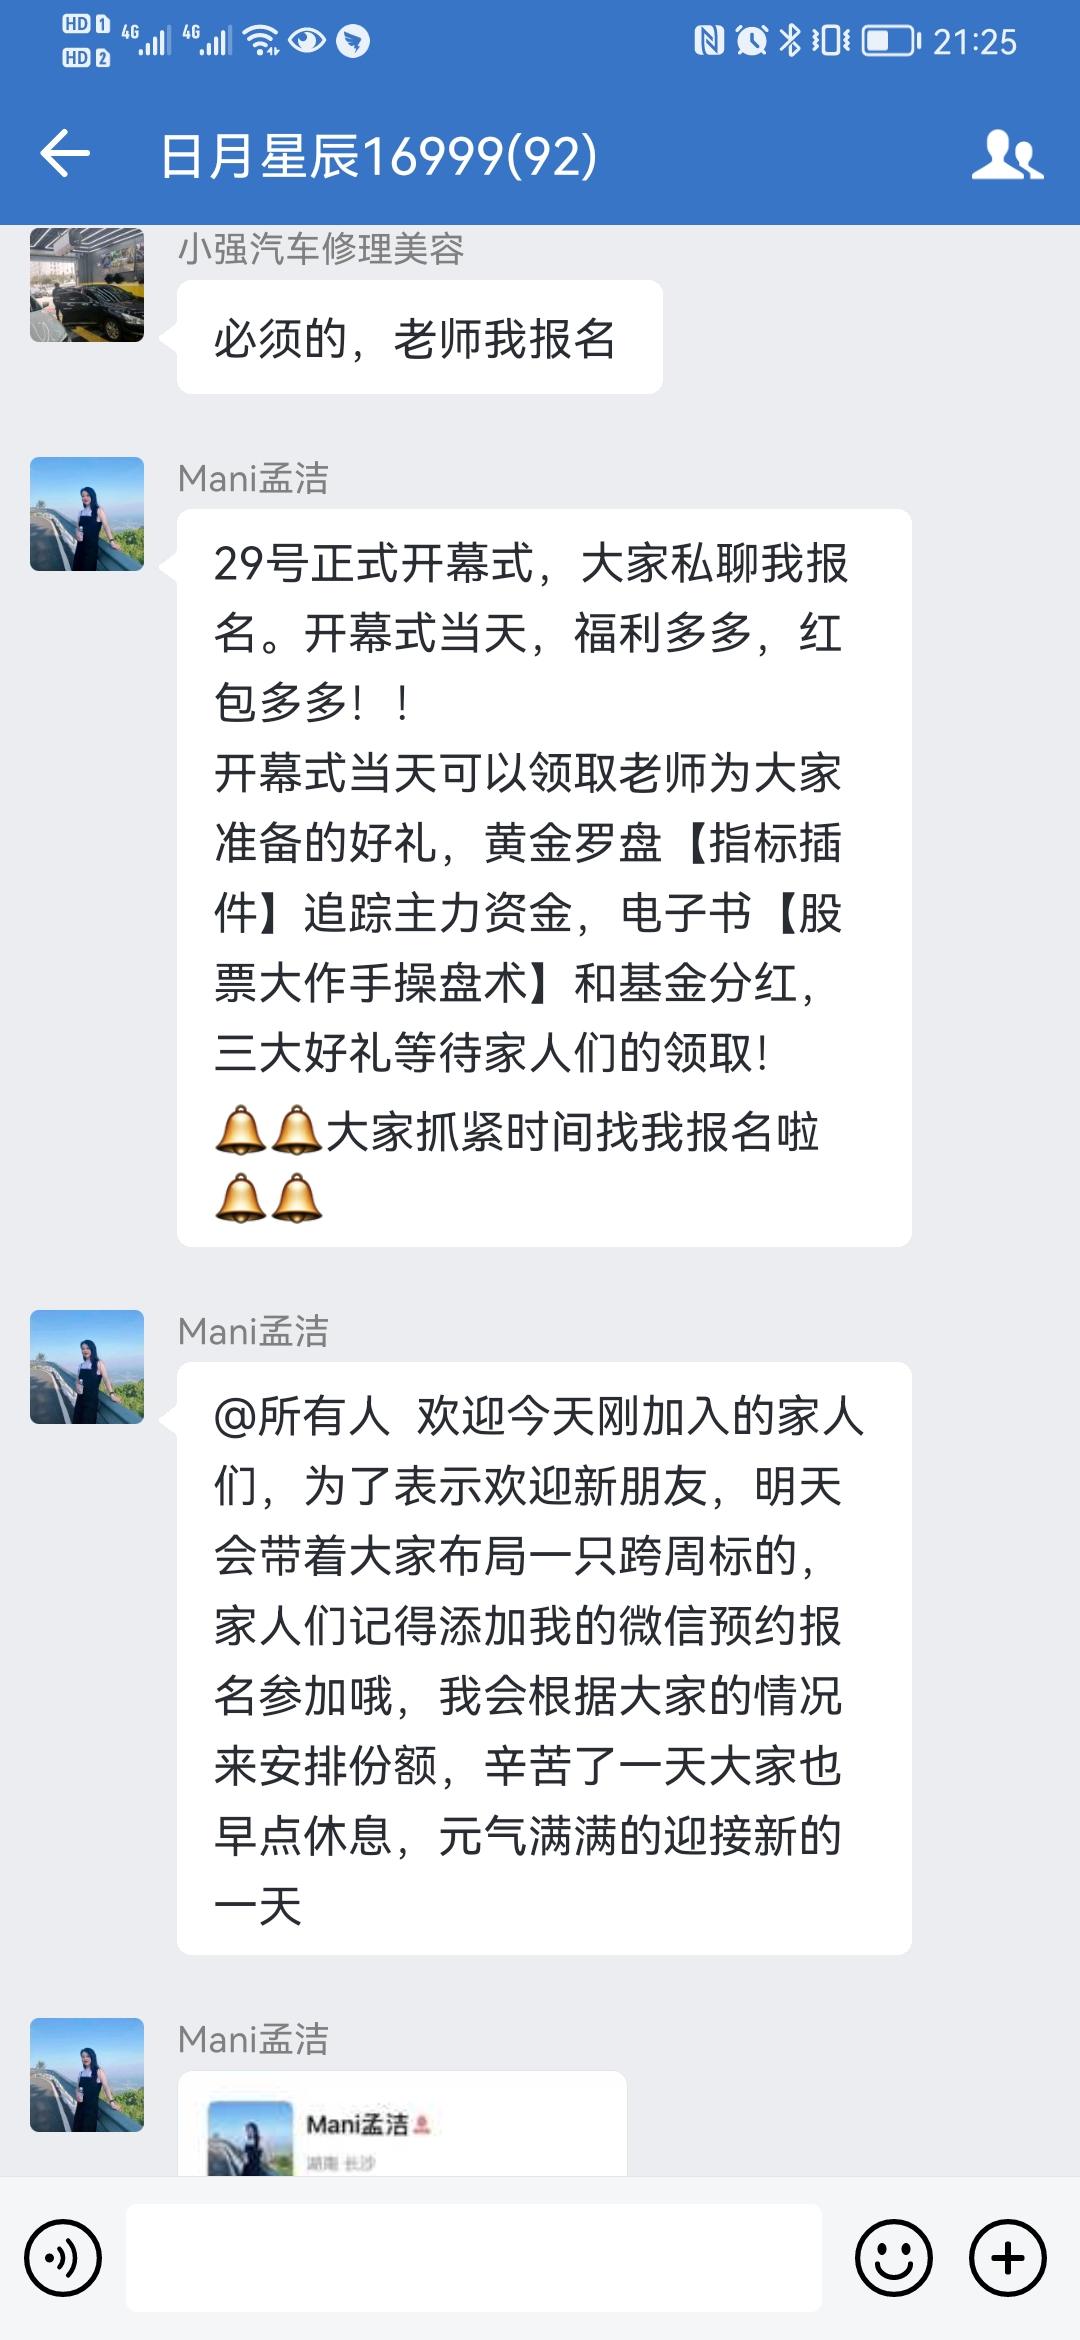 HD 1 4G 4G 21:25
HD 2
日月星辰16999(92)
小强汽车修理美容
必须的，老师我报名
Mani孟洁
29号正式开幕式，大家私聊我报
名。开幕式当天，福利多多，红
包多多！！
开幕式当天可以领取老师为大家
准备的好礼，黄金罗盘【指标插
件】追踪主力资金，电子书【股
票大作手操盘术】和基金分红，
三大好礼等待家人们的领取！
🔔🔔大家抓紧时间找我报名啦
🔔🔔
Mani孟洁
@所有人 欢迎今天刚加入的家人
们，为了表示欢迎新朋友，明天
会带着大家布局一只跨周标的，
家人们记得添加我的微信预约报
名参加哦，我会根据大家的情况
来安排份额，辛苦了一天大家也
早点休息，元气满满的迎接新的
一天
Mani孟洁
Mani孟洁
湖南 长沙